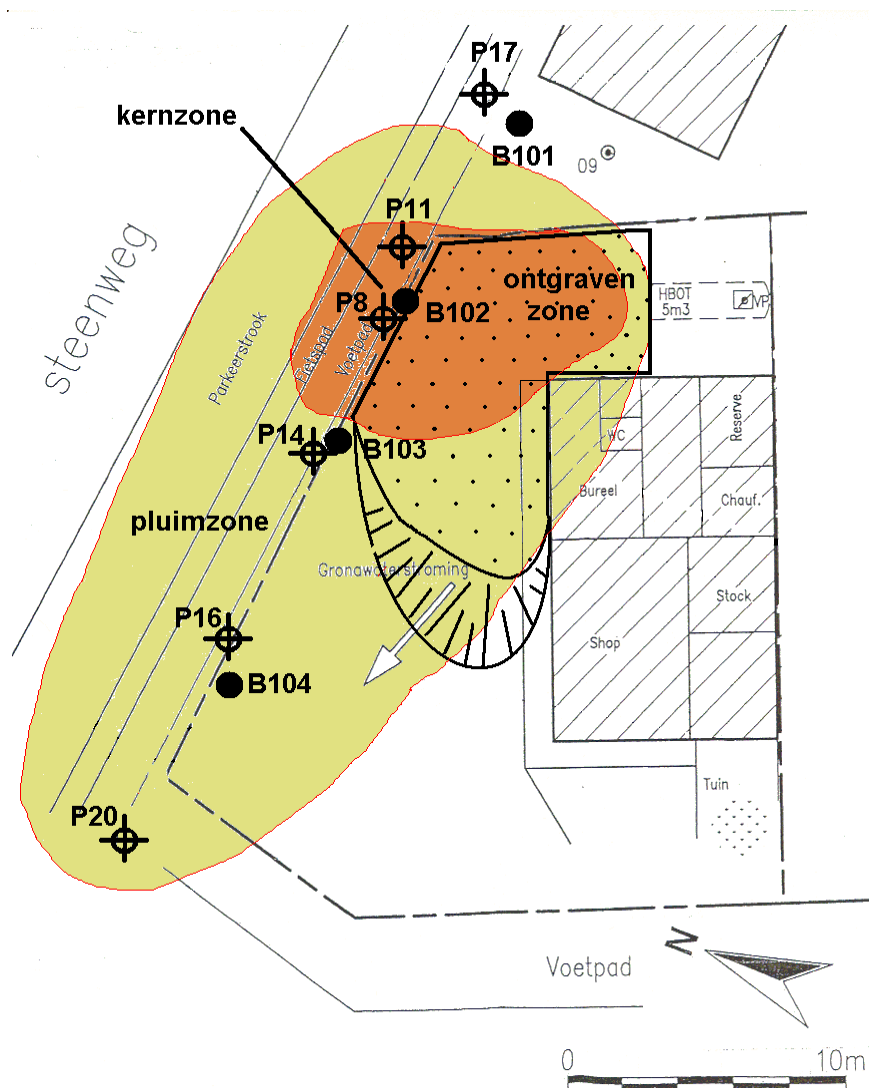 P17
kernzone
B101
09
P11
steenweg
ontgraven
zone
HBOT
5m3
VP
P8
B102
Fietspad
Voetpad
Parkeerstrook
P14
B103
WC
Reserve
Bureel
Chauf.
pluimzone
Grondwaterstroming
Stock.
P16
Shop
B104
Tuin
P20
N
Voetpad
0
10m